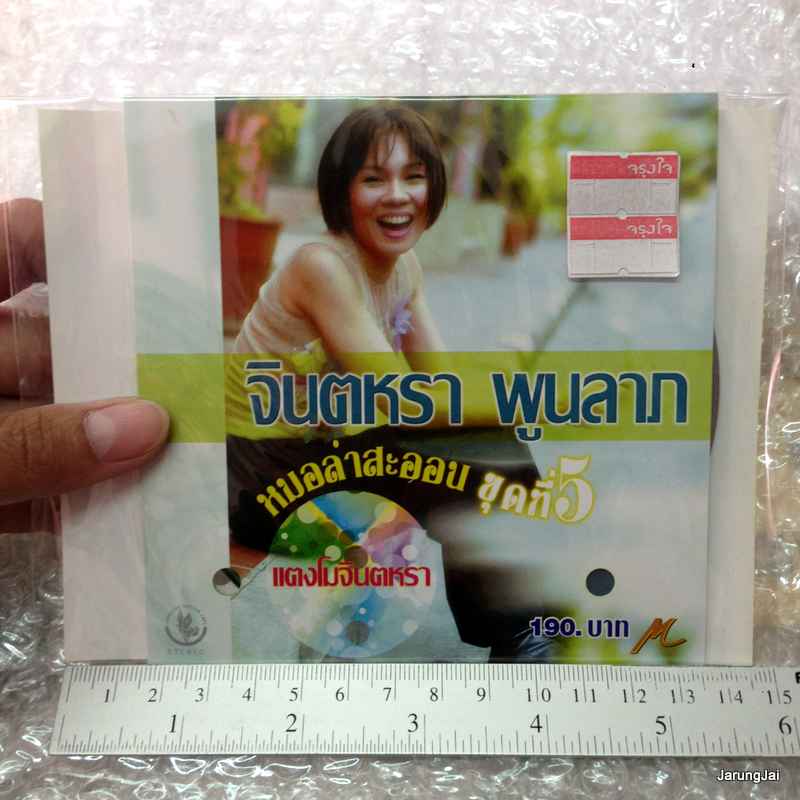 จรุงใจ
จรุงใจ
จินตหรา พูนลาภ
หมอลำสะออน ชุดที่ 5
แตงโมจินตหรา
190. บาท M
STEREO
1 2 3 4 5 6 7 8 9 10 11 12 13 14 15
1 2 3 4 5 6
JarungJai